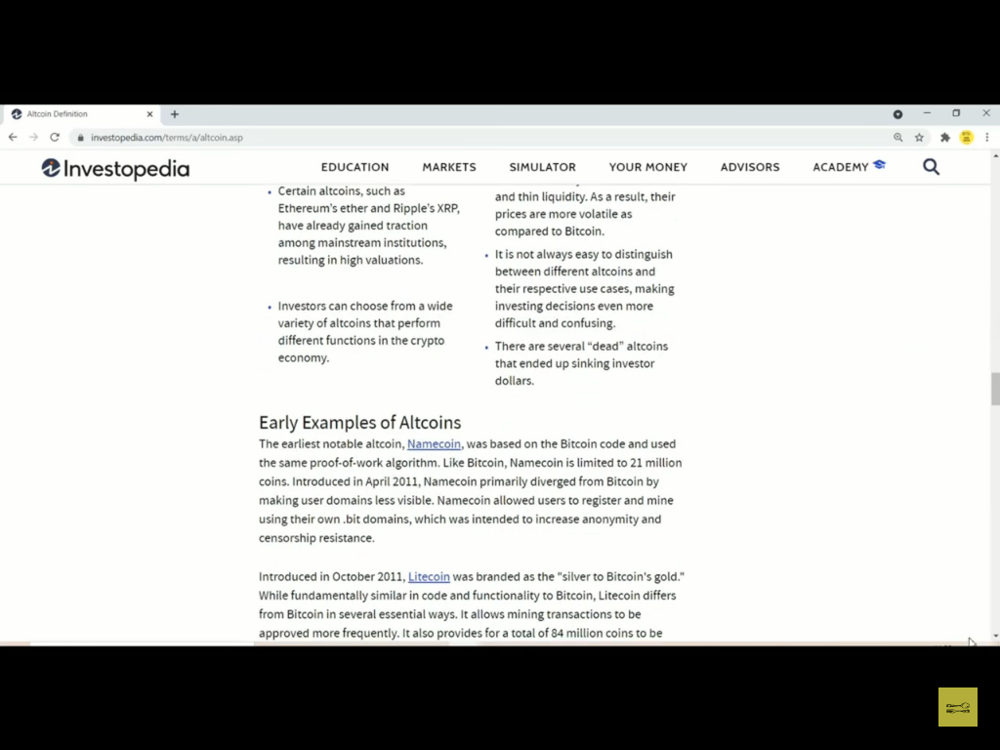 Altcoin Definition
investopedia.com/terms/a/altcoin.asp
Investopedia
EDUCATION MARKETS SIMULATOR YOUR MONEY ADVISORS ACADEMY
• Certain altcoins, such as
Ethereum's ether and Ripple's XRP,
have already gained traction
among mainstream institutions,
resulting in high valuations.
• Investors can choose from a wide
variety of altcoins that perform
different functions in the crypto
economy.
and thin liquidity. As a result, their
prices are more volatile as
compared to Bitcoin.
• It is not always easy to distinguish
between different altcoins and
their respective use cases, making
investing decisions even more
difficult and confusing.
• There are several “dead” altcoins
that ended up sinking investor
dollars.
Early Examples of Altcoins
The earliest notable altcoin, Namecoin, was based on the Bitcoin code and used
the same proof-of-work algorithm. Like Bitcoin, Namecoin is limited to 21 million
coins. Introduced in April 2011, Namecoin primarily diverged from Bitcoin by
making user domains less visible. Namecoin allowed users to register and mine
using their own .bit domains, which was intended to increase anonymity and
censorship resistance.
Introduced in October 2011, Litecoin was branded as the "silver to Bitcoin's gold."
While fundamentally similar in code and functionality to Bitcoin, Litecoin differs
from Bitcoin in several essential ways. It allows mining transactions to be
approved more frequently. It also provides for a total of 84 million coins to be